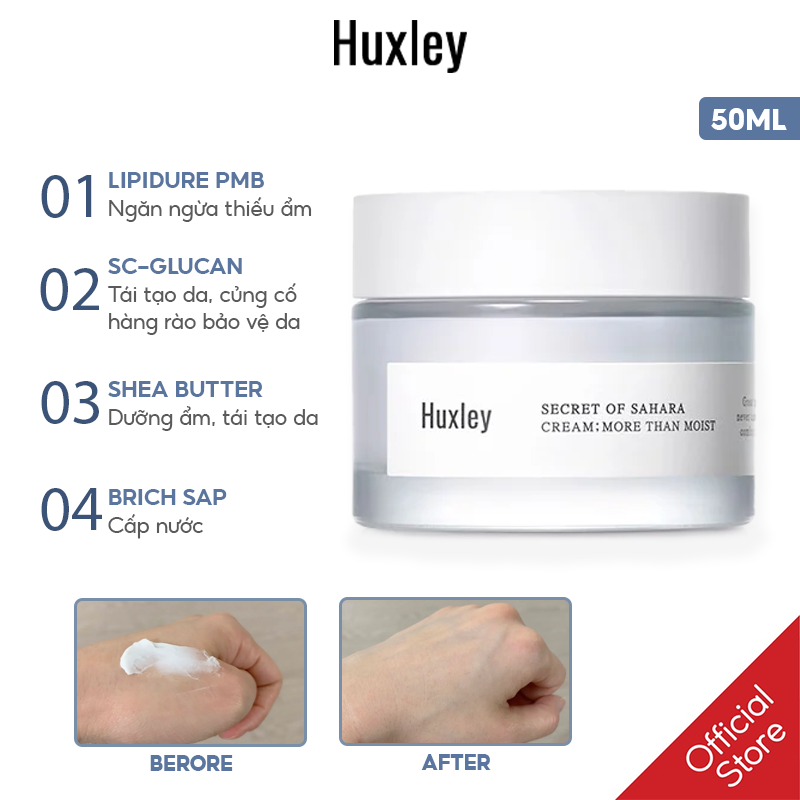 Huxley
50ML
01
LIPIDURE PMB
Ngăn ngừa thiếu ẩm
02
SC-GLUCAN
Tái tạo da, củng cố
hàng rào bảo vệ da
03
SHEA BUTTER
Dưỡng ẩm, tái tạo da
04
BRICH SAP
Cấp nước
Huxley
SECRET OF SAHARA
CREAM;MORE THAN MOIST
BERORE
AFTER
Official
Store